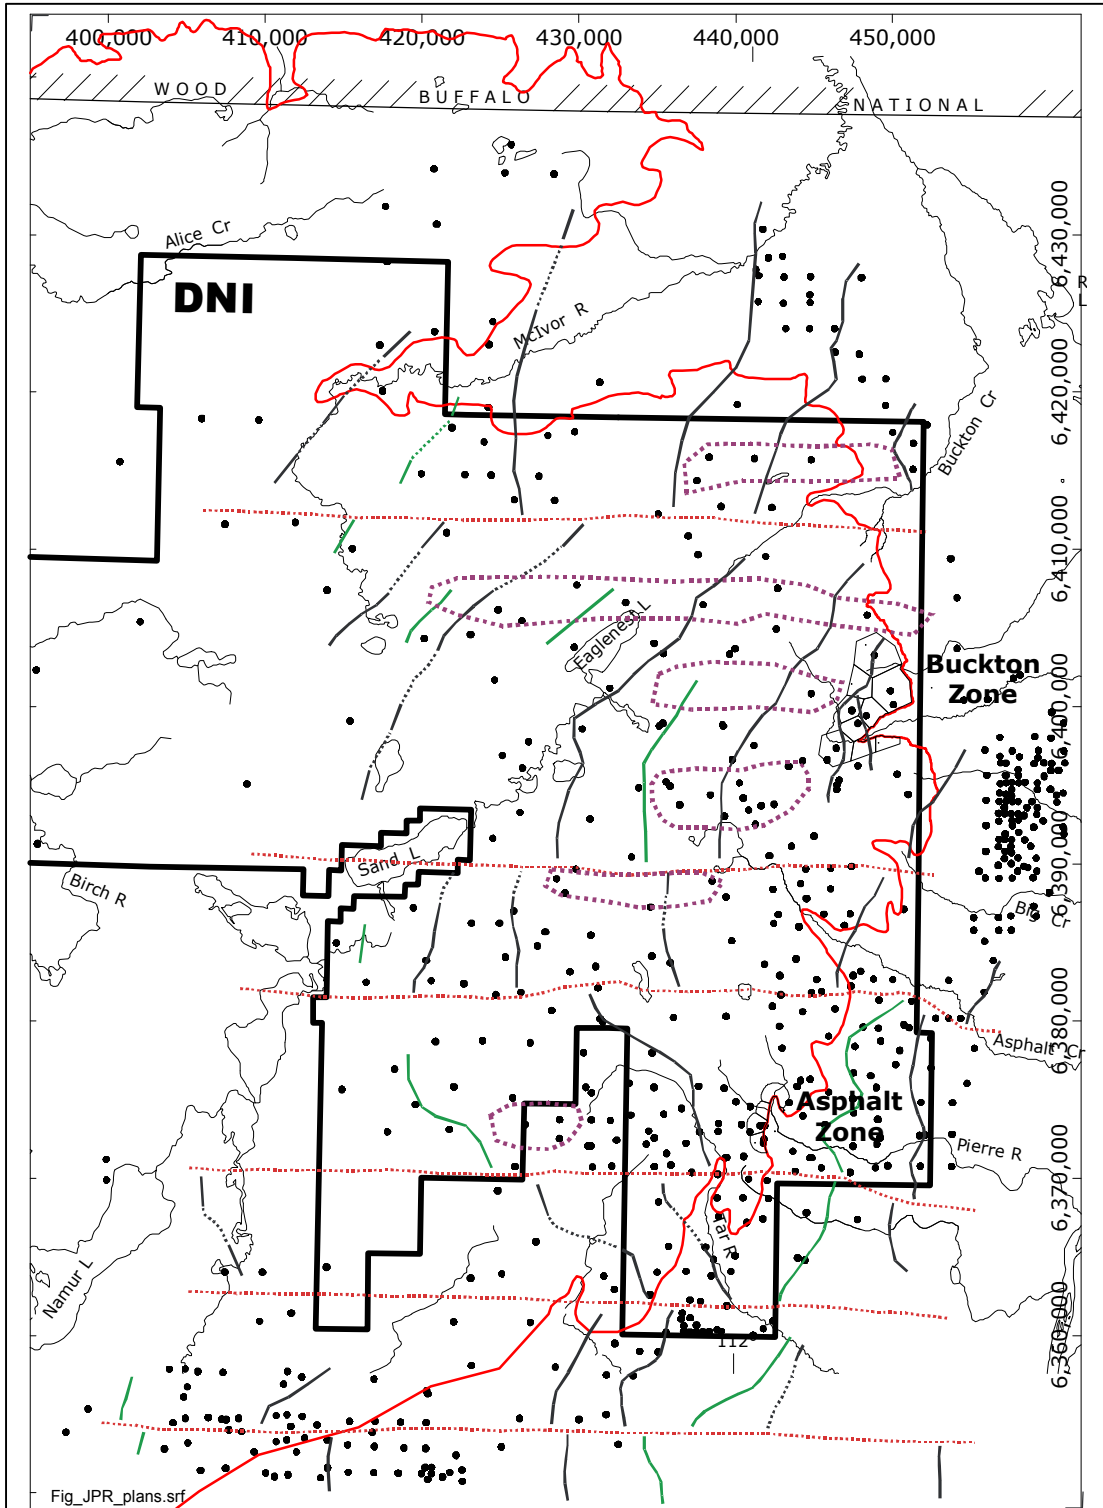 400,000
410,000
420,000
430,000
440,000
450,000
WOOD
BUFFALO
NATIONAL
6,430,000
Alice Cr
R
L
DNI
McIvor R
6,420,000
Buckton Cr
6,410,000
Eaglenest L
Buckton
Zone
6,400,000
6,390,000
Sand L
Birch R
Big Cr
6,380,000
Asphalt Cr
Asphalt
Zone
Pierre R
6,370,000
Tar R
Namur L
6,360,000
112
Fig_JPR_plans.srf